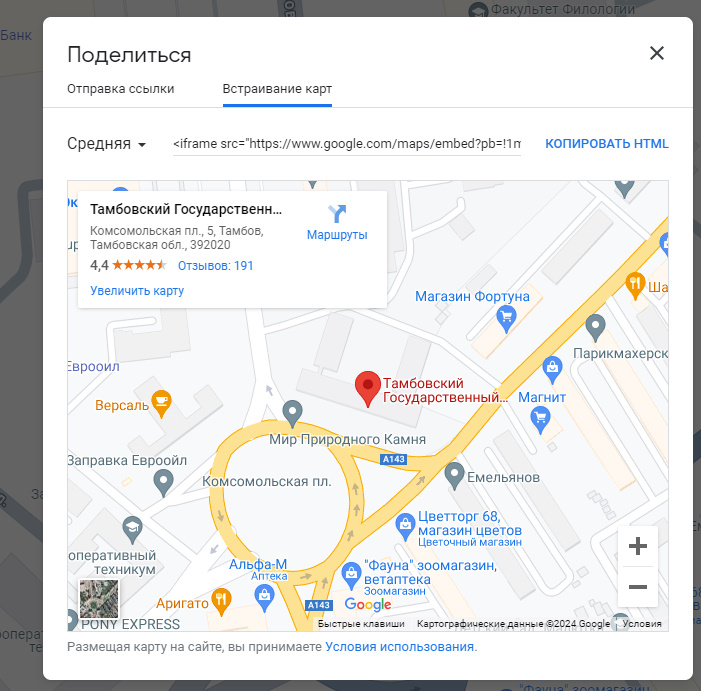 Факультет Филологии
Банк
Поделиться
Отправка ссылки
Встраивание карт
Средняя
<iframe src="https://www.google.com/maps/embed?pb=!1m
КОПИРОВАТЬ HTML
Тамбовский Государственн...
Комсомольская пл., 5, Тамбов,
Тамбовская обл., 392020
4,4
Отзывов: 191
Увеличить карту
Маршруты
Магазин Фортуна
Парикмахерск
Тамбовский
Государственный...
Магнит
Еврооил
Версаль
Мир Природного Камня
A143
Заправка Евроойл
Комсомольская пл.
Емельянов
Цветторг 68,
магазин цветов
Цветочный магазин
оперативный
техникум
Альфа-М
Аптека
"Фауна" зоомагазин,
ветаптека
Зоомагазин
Аригато
A143
Google
PONY EXPRESS
Быстрые клавиши
Картографические данные ©2024 Google
Условия
Размещая карту на сайте, вы принимаете Условия использования.
"Фауна" зоомагазин